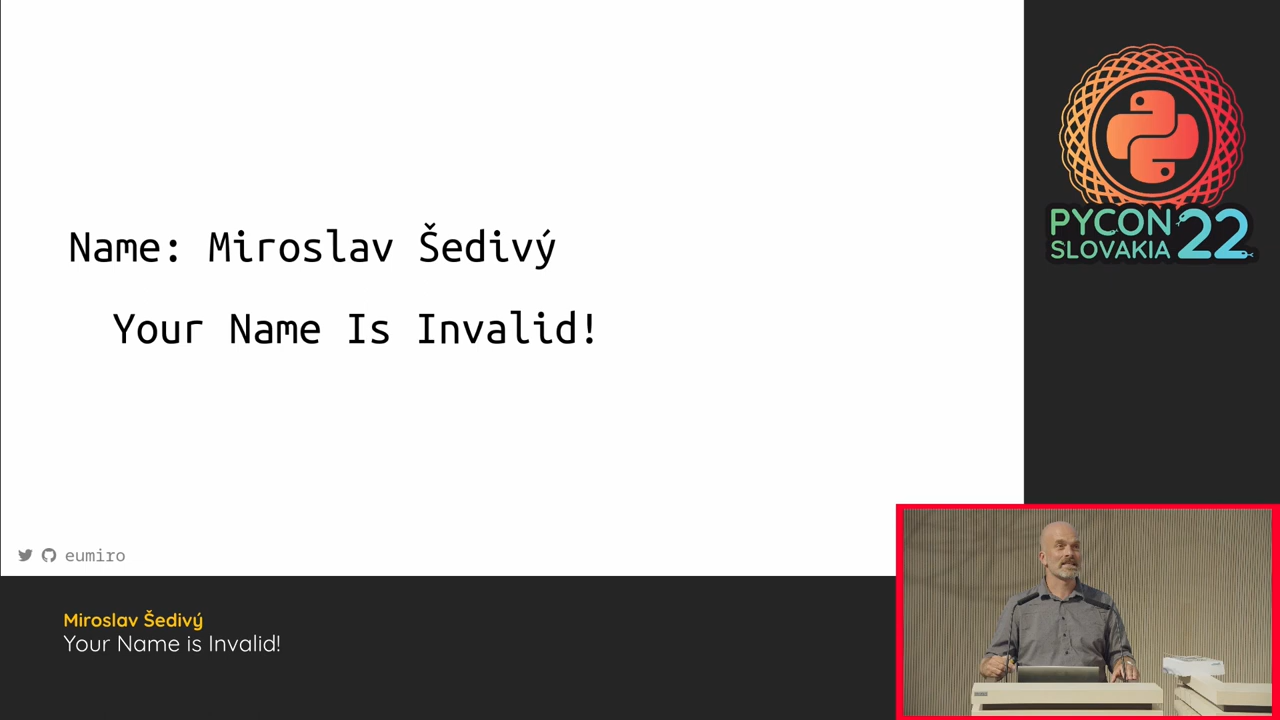 Name: Miroslav Šedivý
Your Name Is Invalid!
eumiro
PYCON
SLOVAKIA
22
Miroslav Šedivý
Your Name is Invalid!